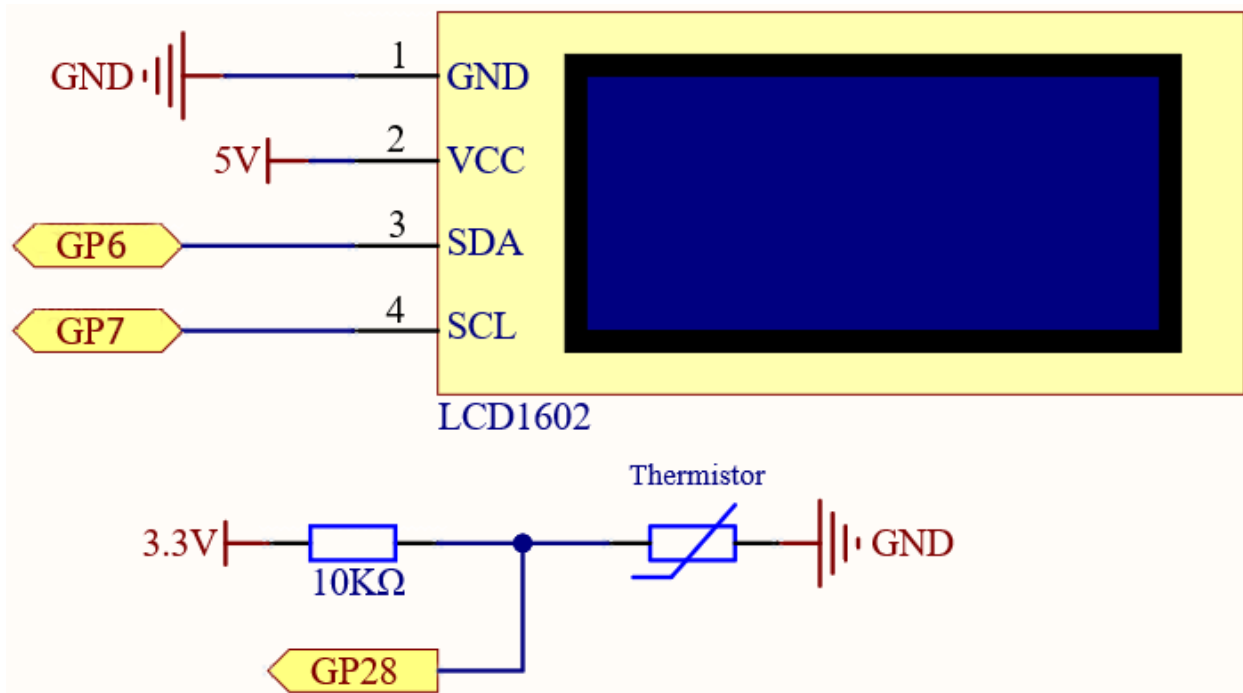 GND 1 GND
5V 2 VCC
GP6 3 SDA
GP7 4 SCL
LCD1602
Thermistor
3.3V 10KΩ GND
GP28